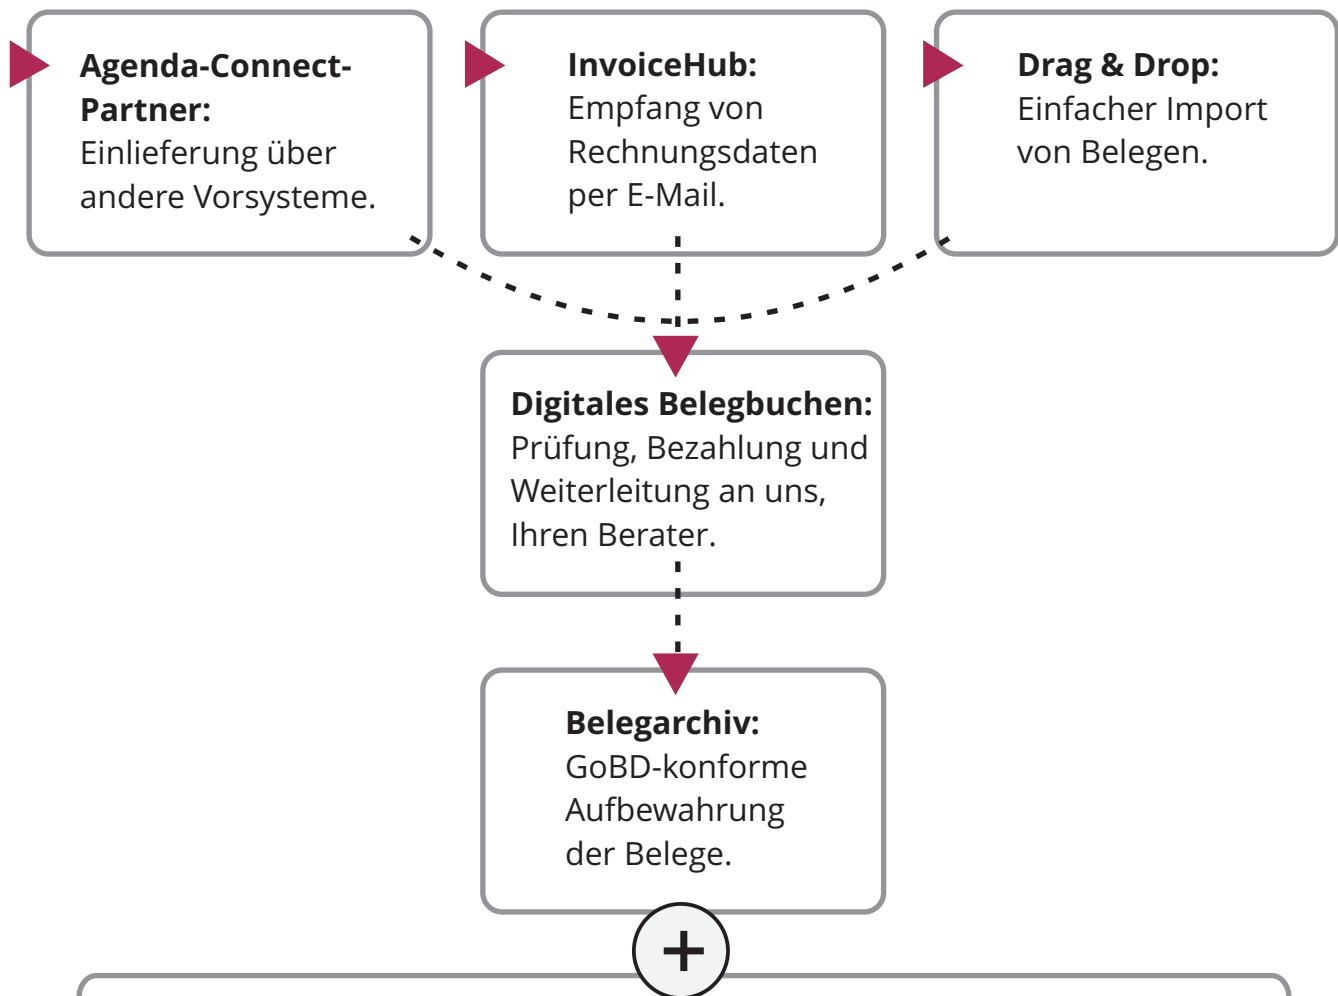 Agenda-Connect-
Partner:
Einlieferung über
andere Vorsysteme.
InvoiceHub:
Empfang von
Rechnungsdaten
per E-Mail.
Drag & Drop:
Einfacher Import
von Belegen.
Digitales Belegbuchen:
Prüfung, Bezahlung und
Weiterleitung an uns,
Ihren Berater.
Belegarchiv:
GoBD-konforme
Aufbewahrung
der Belege.
+